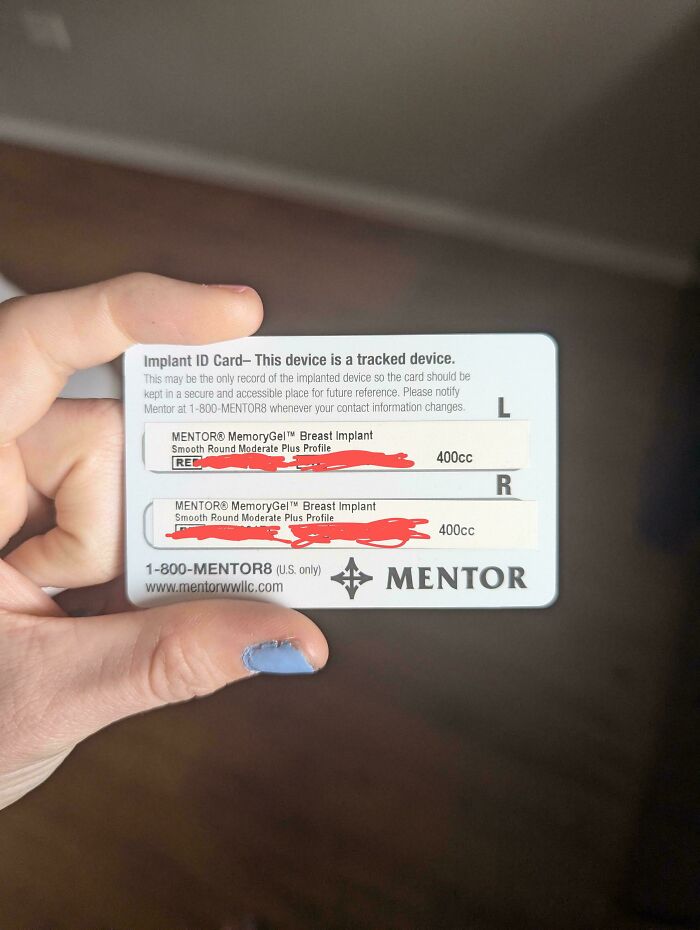 Implant ID Card– This device is a tracked device.
This may be the only record of the implanted device so the card should be
kept in a secure and accessible place for future reference. Please notify
Mentor at 1-800-MENTOR8 whenever your contact information changes.
L
MENTOR® MemoryGel™ Breast Implant
Smooth Round Moderate Plus Profile
400cc
R
MENTOR® MemoryGel™ Breast Implant
Smooth Round Moderate Plus Profile
400cc
1-800-MENTOR8 (U.S. only)
www.mentorwwllc.com
MENTOR